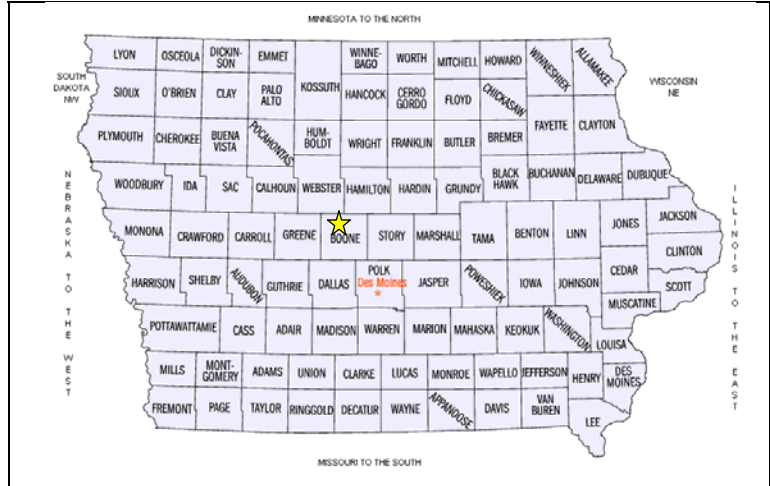 MINNESOTA TO THE NORTH
LYON
OSCEOLA
DICKIN-
SON
EMMET
WINNE-
BAGO
WORTH
MITCHELL
HOWARD
WINNESHIEK
ALLAMAKEE
SOUTH
DAKOTA
NW
WISCONSIN
NE
SIOUX
O'BRIEN
CLAY
PALO
ALTO
KOSSUTH
HANCOCK
CERRO
GORDO
FLOYD
CHICKASAW
FAYETTE
CLAYTON
PLYMOUTH
CHEROKEE
BUENA
VISTA
POCAHONTAS
HUM-
BOLDT
WRIGHT
FRANKLIN
BUTLER
BREMER
WOODBURY
IDA
SAC
CALHOUN
WEBSTER
HAMILTON
HARDIN
GRUNDY
BLACK
HAWK
BUCHANAN
DELAWARE
DUBUQUE
NEBRASKA TO THE WEST
ILLINOIS TO THE EAST
MONONA
CRAWFORD
CARROLL
GREENE
BOONE
STORY
MARSHALL
TAMA
BENTON
LINN
JONES
JACKSON
CLINTON
HARRISON
SHELBY
AUDUBON
GUTHRIE
DALLAS
POLK
Des Moines
*
JASPER
POWESHIEK
IOWA
JOHNSON
CEDAR
SCOTT
MUSCATINE
POTTAWATTAMIE
CASS
ADAIR
MADISON
WARREN
MARION
MAHASKA
KEOKUK
WASHINGTON
LOUISA
MILLS
MONT-
GOMERY
ADAMS
UNION
CLARKE
LUCAS
MONROE
WAPELLO
JEFFERSON
HENRY
DES
MOINES
FREMONT
PAGE
TAYLOR
RINGGOLD
DECATUR
WAYNE
APPANOOSE
DAVIS
VAN
BUREN
LEE
MISSOURI TO THE SOUTH